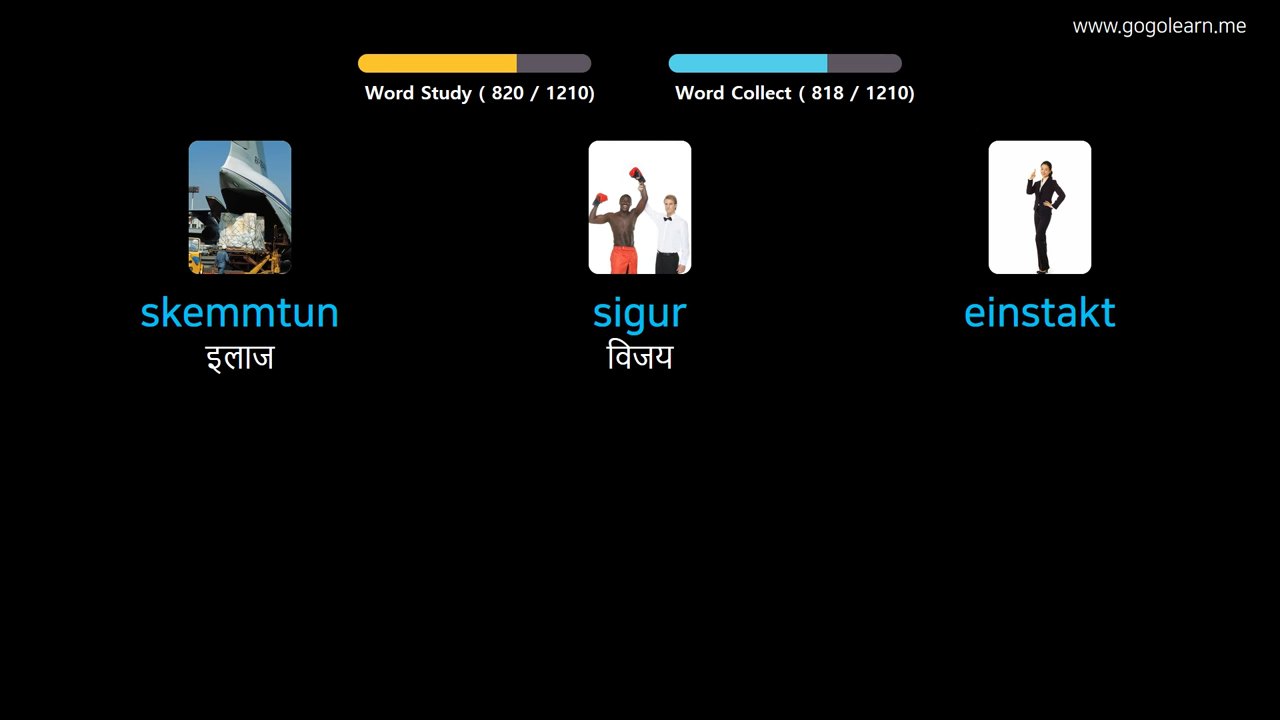 www.gogolearn.me
Word Study ( 820 / 1210)
Word Collect ( 818 / 1210)
skemmtun
इलाज
sigur
विजय
einstakt